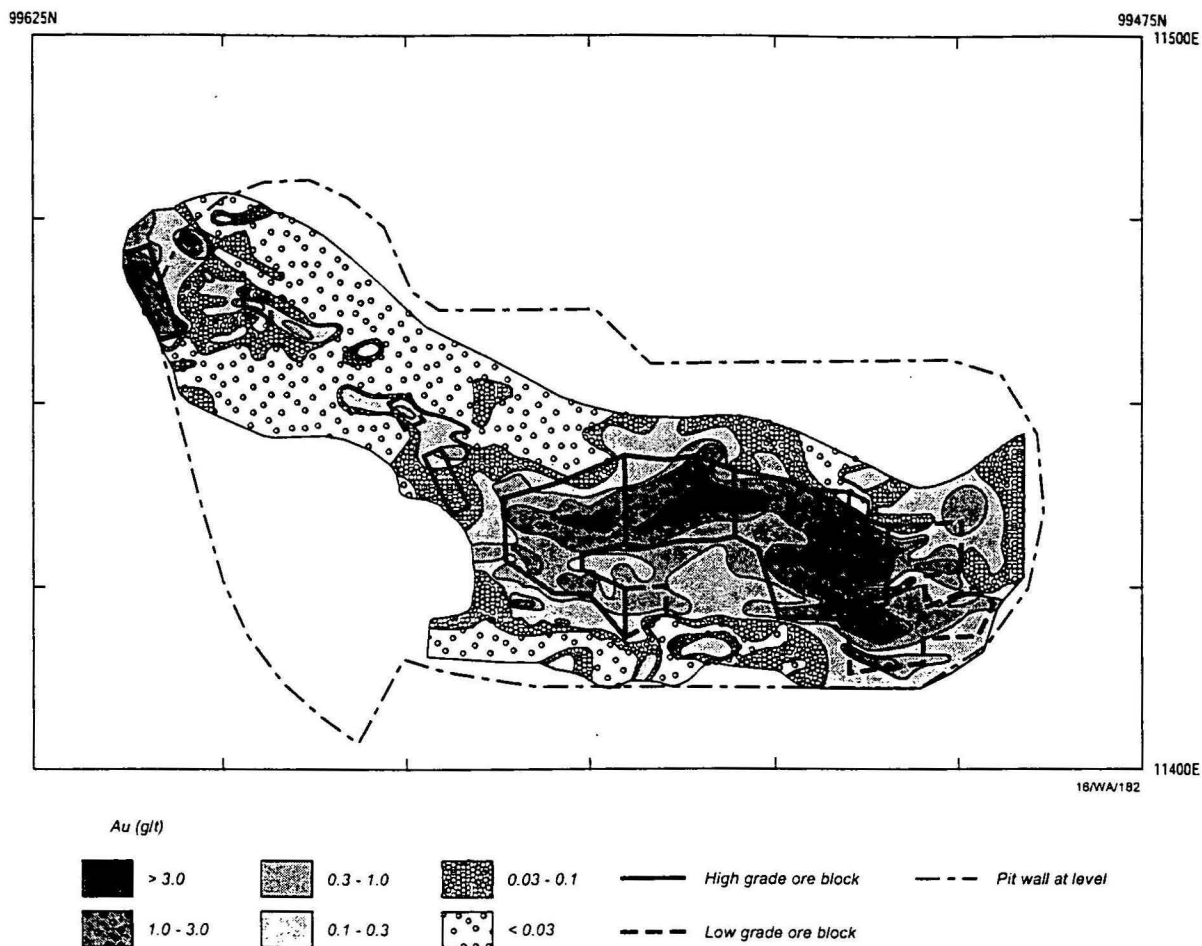 99625N 99475N
11500E
11400E
16/WA/182
Au (g/t)
> 3.0 0.3 - 1.0 0.03 - 0.1 High grade ore block Pit wall at level
1.0 - 3.0 0.1 - 0.3 < 0.03 Low grade ore block